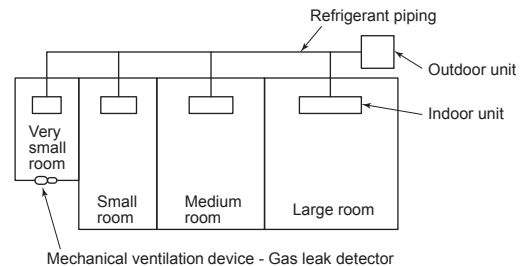 Refrigerant piping
Outdoor unit
Indoor unit
Very
small
room
Small
room
Medium
room
Large room
Mechanical ventilation device - Gas leak detector